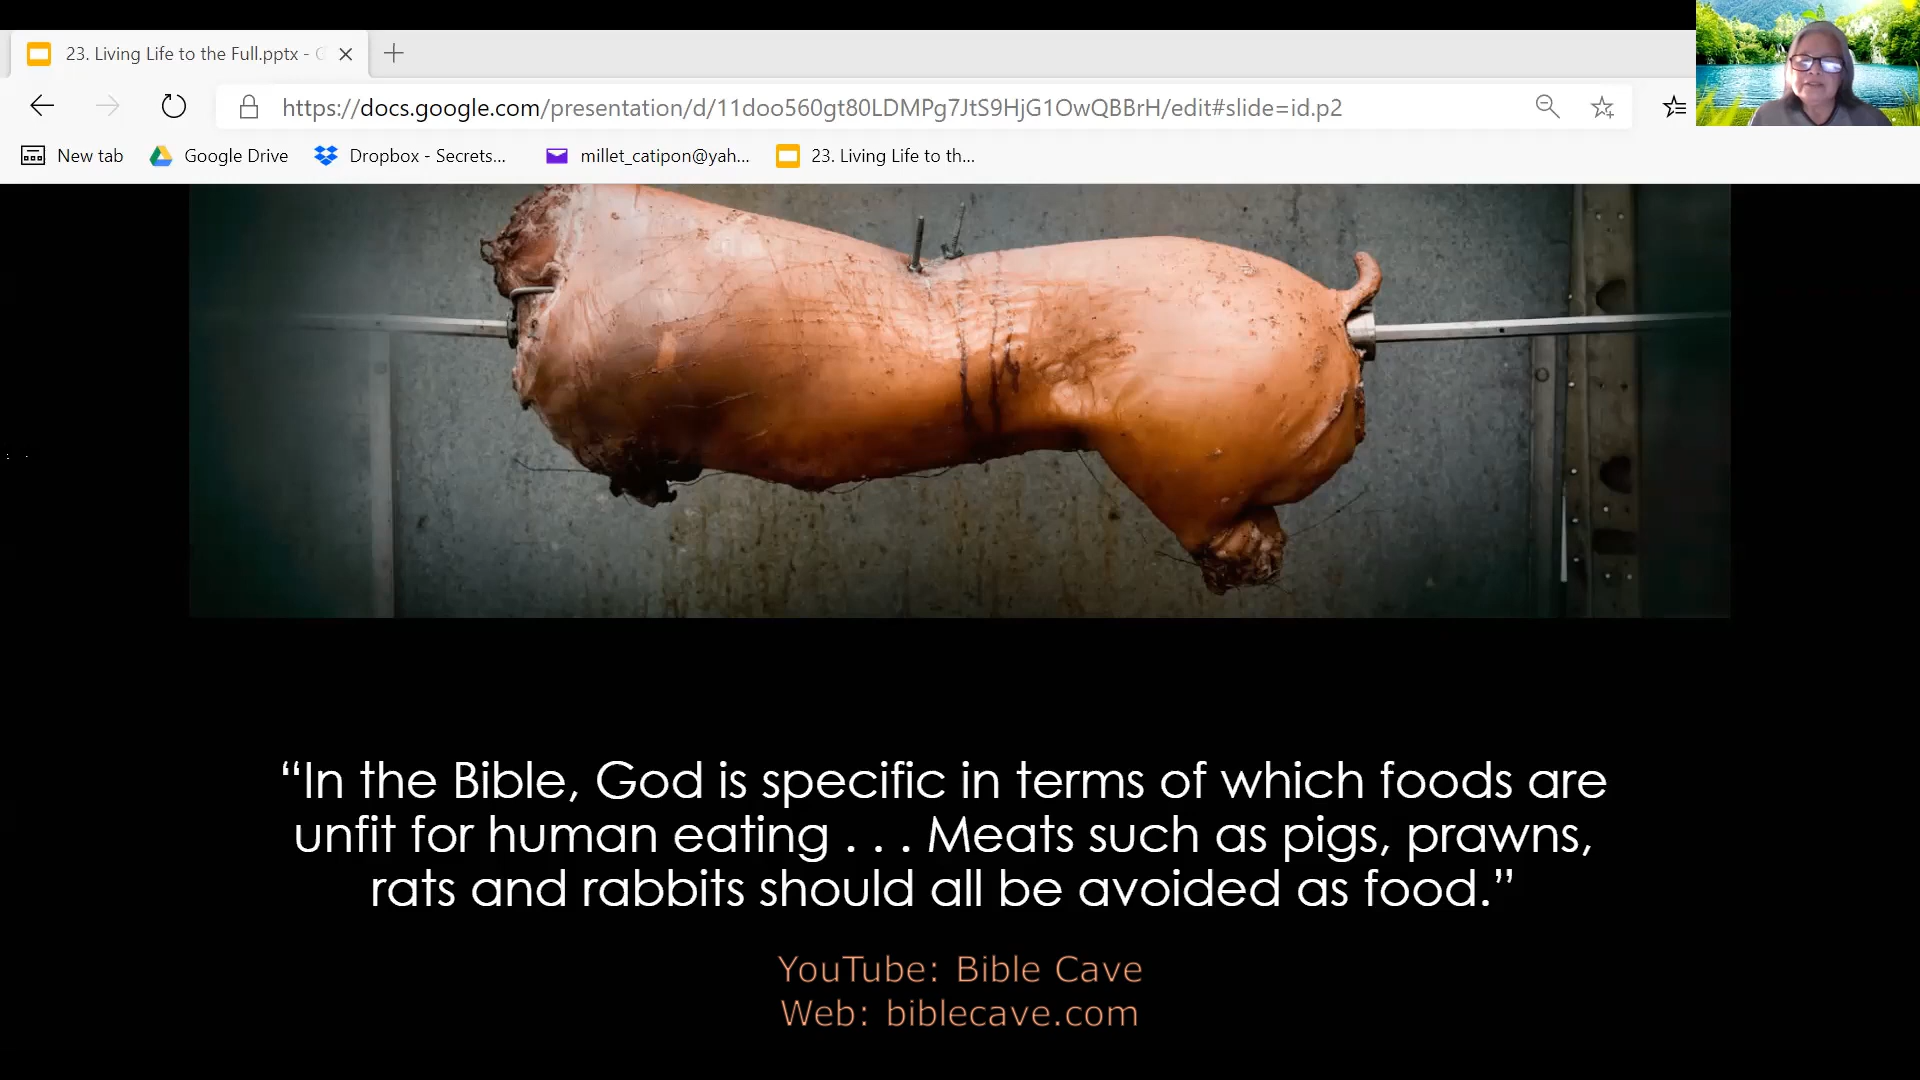 23. Living Life to the Full.pptx - G
https://docs.google.com/presentation/d/11doo560gt80LDMPg7JtS9HjG1OwQBBrH/edit#slide=id.p2
New tab
Google Drive
Dropbox - Secrets...
millet_catipon@yah...
23. Living Life to th...
“In the Bible, God is specific in terms of which foods are
unfit for human eating . . . Meats such as pigs, prawns,
rats and rabbits should all be avoided as food.”
YouTube: Bible Cave
Web: biblecave.com